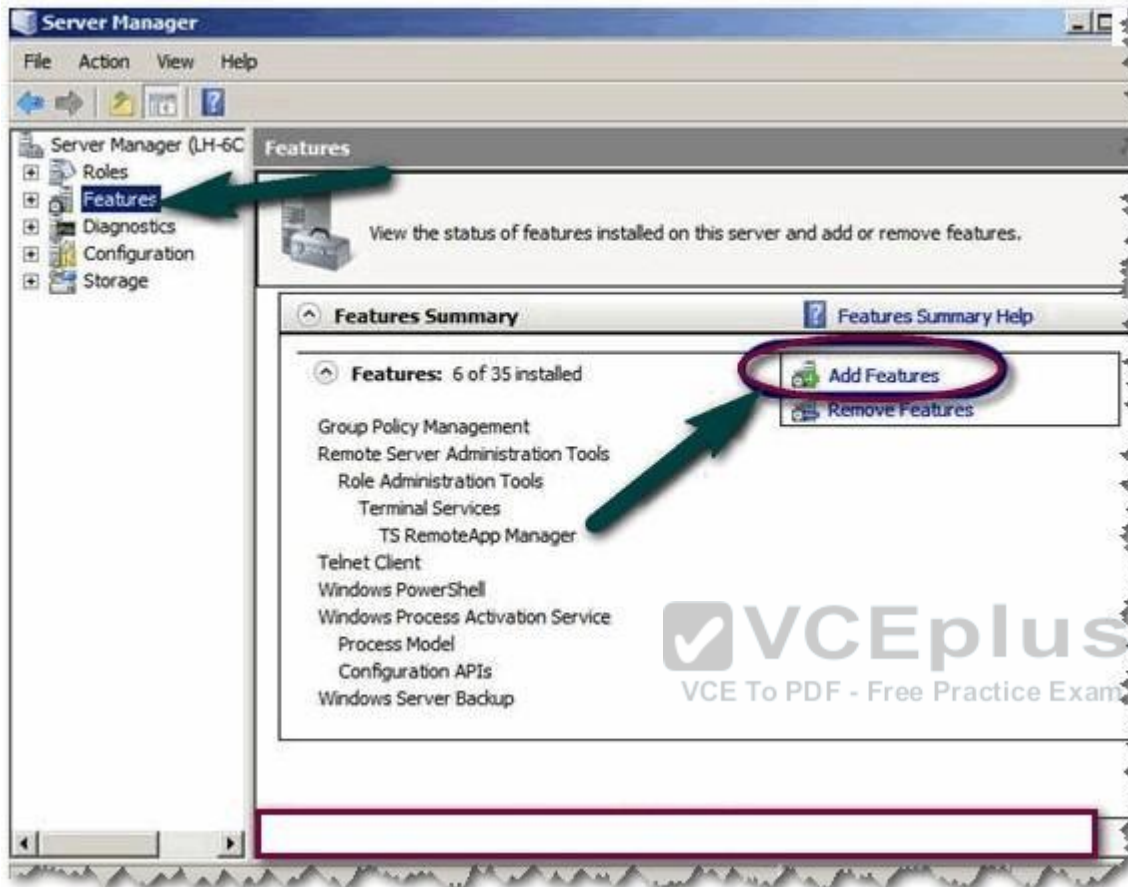 Server Manager
File Action View Help
Server Manager (LH-6C
Roles
Features
Diagnostics
Configuration
Storage
Features
View the status of features installed on this server and add or remove features.
Features Summary
Features Summary Help
Features: 6 of 35 installed
Add Features
Remove Features
Group Policy Management
Remote Server Administration Tools
Role Administration Tools
Terminal Services
TS RemoteApp Manager
Telnet Client
Windows PowerShell
Windows Process Activation Service
Process Model
Configuration APIs
Windows Server Backup
VCEplus
VCE To PDF - Free Practice Exam